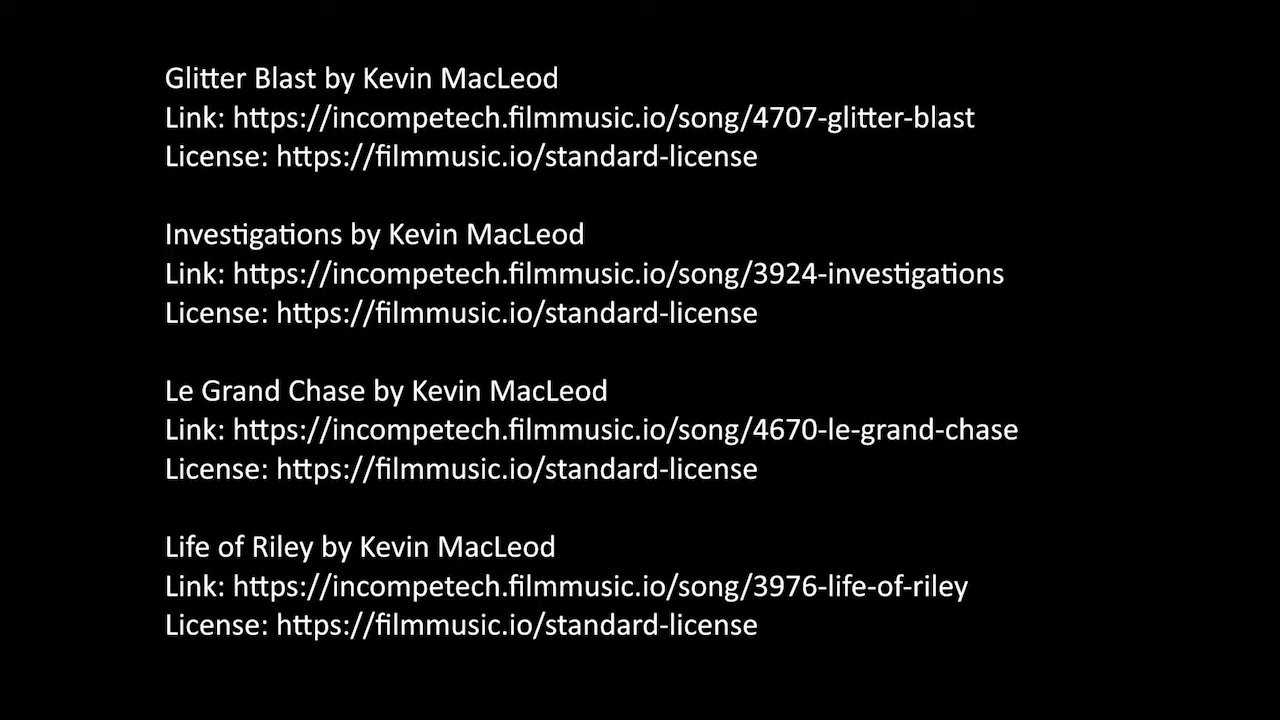 Glitter Blast by Kevin MacLeod
Link: https://incompetech.filmmusic.io/song/4707-glitter-blast
License: https://filmmusic.io/standard-license
Investigations by Kevin MacLeod
Link: https://incompetech.filmmusic.io/song/3924-investigations
License: https://filmmusic.io/standard-license
Le Grand Chase by Kevin MacLeod
Link: https://incompetech.filmmusic.io/song/4670-le-grand-chase
License: https://filmmusic.io/standard-license
Life of Riley by Kevin MacLeod
Link: https://incompetech.filmmusic.io/song/3976-life-of-riley
License: https://filmmusic.io/standard-license